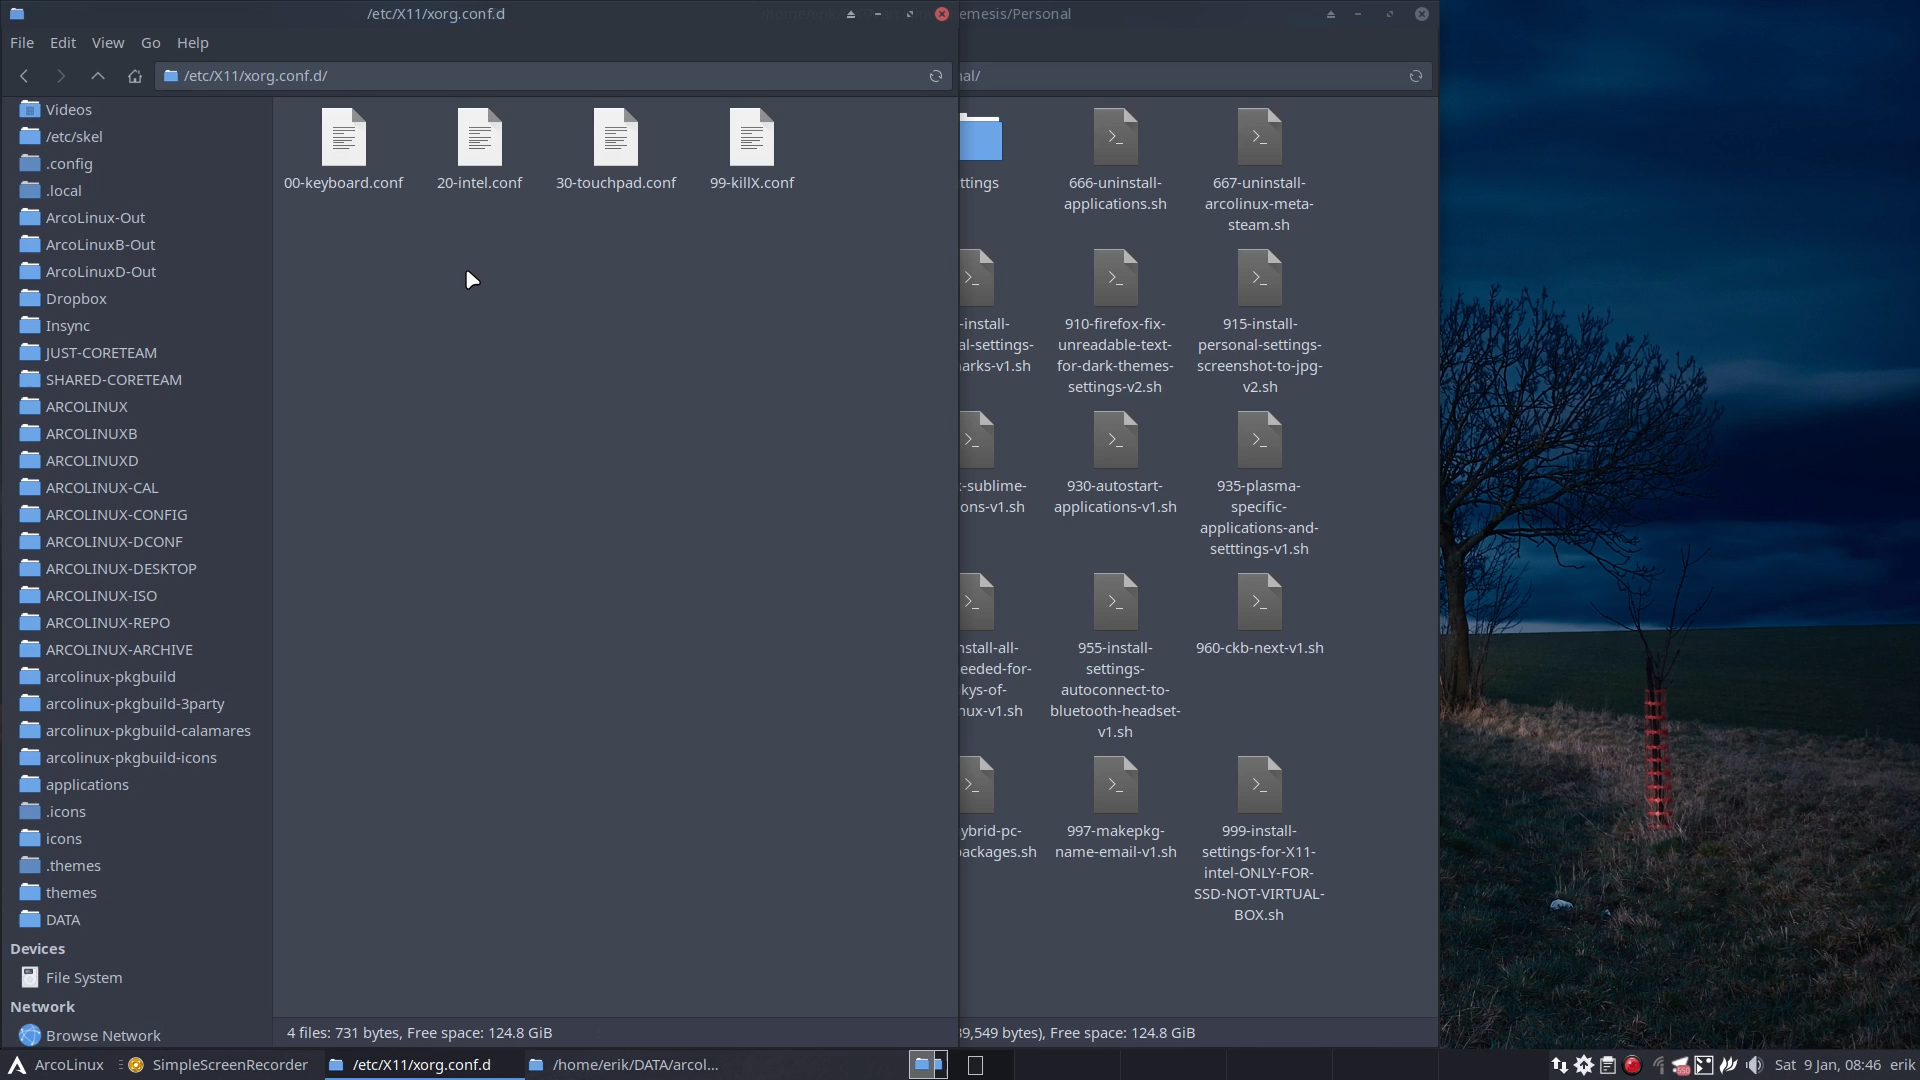 /etc/X11/xorg.conf.d
emesis/Personal
File Edit View Go Help
/etc/X11/xorg.conf.d/
nal/
Videos
/etc/skel
.config
.local
ArcoLinux-Out
ArcoLinuxB-Out
ArcoLinuxD-Out
Dropbox
Insync
JUST-CORETEAM
SHARED-CORETEAM
ARCOLINUX
ARCOLINUXB
ARCOLINUXD
ARCOLINUX-CAL
ARCOLINUX-CONFIG
ARCOLINUX-DCONF
ARCOLINUX-DESKTOP
ARCOLINUX-ISO
ARCOLINUX-REPO
ARCOLINUX-ARCHIVE
arcolinux-pkgbuild
arcolinux-pkgbuild-3party
arcolinux-pkgbuild-calamares
arcolinux-pkgbuild-icons
applications
.icons
icons
.themes
themes
DATA
Devices
File System
Network
Browse Network
00-keyboard.conf
20-intel.conf
30-touchpad.conf
99-killX.conf
4 files: 731 bytes, Free space: 124.8 GiB
ttings
666-uninstall-
applications.sh
667-uninstall-
arcolinux-meta-
steam.sh
-install-
al-settings-
arks-v1.sh
910-firefox-fix-
unreadable-text-
for-dark-themes-
settings-v2.sh
915-install-
personal-settings-
screenshot-to-jpg-
v2.sh
-sublime-
ons-v1.sh
930-autostart-
applications-v1.sh
935-plasma-
specific-
applications-and-
setttings-v1.sh
nstall-all-
eeded-for-
kys-of-
nux-v1.sh
955-install-
settings-
autoconnect-to-
bluetooth-headset-
v1.sh
960-ckb-next-v1.sh
ybrid-pc-
packages.sh
997-makepkg-
name-email-v1.sh
999-install-
settings-for-X11-
intel-ONLY-FOR-
SSD-NOT-VIRTUAL-
BOX.sh
39,549 bytes), Free space: 124.8 GiB
ArcoLinux
SimpleScreenRecorder
/etc/X11/xorg.conf.d
/home/erik/DATA/arcol...
Sat 9 Jan, 08:46 erik